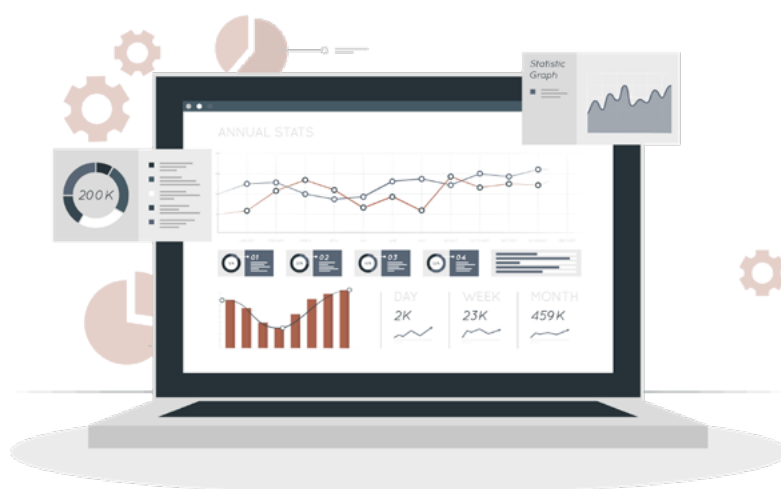 Statistic
Graph
ANNUAL STATS
200K
01
02
03
04
DAY
WEEK
MONTH
2K
23K
459K